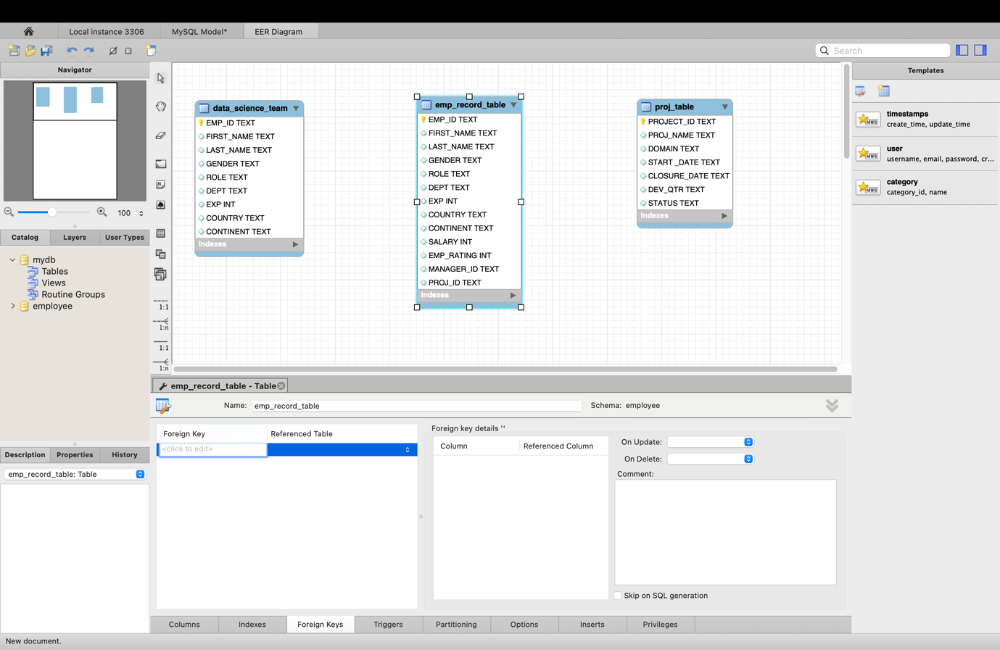 Local instance 3306
MySQL Model*
EER Diagram
Search
Navigator
100
Catalog
Layers
User Types
mydb
Tables
Views
Routine Groups
employee
Description
Properties
History
emp_record_table: Table
New document.
1:1
1:n
1:1
1:n
data_science_team
EMP_ID TEXT
FIRST_NAME TEXT
LAST_NAME TEXT
GENDER TEXT
ROLE TEXT
DEPT TEXT
EXP INT
COUNTRY TEXT
CONTINENT TEXT
Indexes
emp_record_table
EMP_ID TEXT
FIRST_NAME TEXT
LAST_NAME TEXT
GENDER TEXT
ROLE TEXT
DEPT TEXT
EXP INT
COUNTRY TEXT
CONTINENT TEXT
SALARY INT
EMP_RATING INT
MANAGER_ID TEXT
PROJ_ID TEXT
Indexes
proj_table
PROJECT_ID TEXT
PROJ_NAME TEXT
DOMAIN TEXT
START _DATE TEXT
CLOSURE_DATE TEXT
DEV_QTR TEXT
STATUS TEXT
Indexes
Templates
timestamps
create_time, update_time
user
username, email, password, cr...
category
category_id, name
MWB
MWB
MWB
emp_record_table - Table
Name: emp_record_table
Schema: employee
Foreign Key
Referenced Table
<click to edit>
Foreign key details ''
Column
Referenced Column
On Update:
On Delete:
Comment:
Skip on SQL generation
Columns
Indexes
Foreign Keys
Triggers
Partitioning
Options
Inserts
Privileges